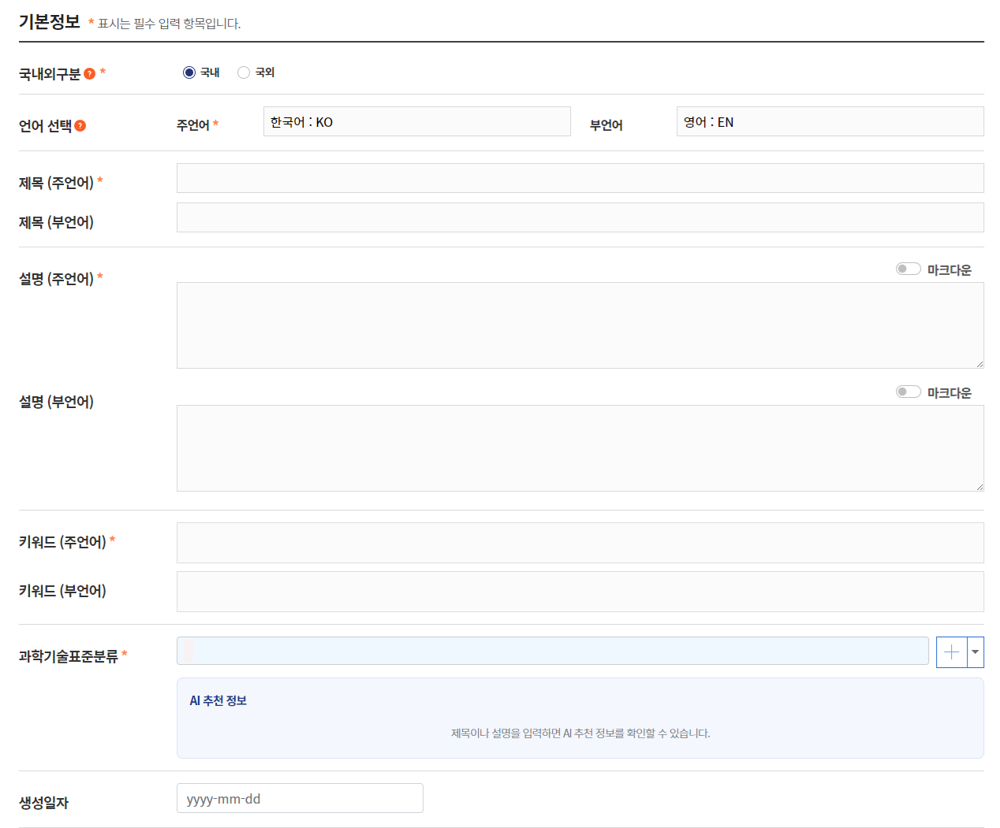 기본정보 * 표시는 필수 입력 항목입니다.
국내외구분 ? * 국내 국외
언어 선택 ? 주언어 * 한국어 : KO 부언어 영어 : EN
제목 (주언어) *
제목 (부언어)
설명 (주언어) * 마크다운
설명 (부언어) 마크다운
키워드 (주언어) *
키워드 (부언어)
과학기술표준분류 *
AI 추천 정보
제목이나 설명을 입력하면 AI 추천 정보를 확인할 수 있습니다.
생성일자 yyyy-mm-dd